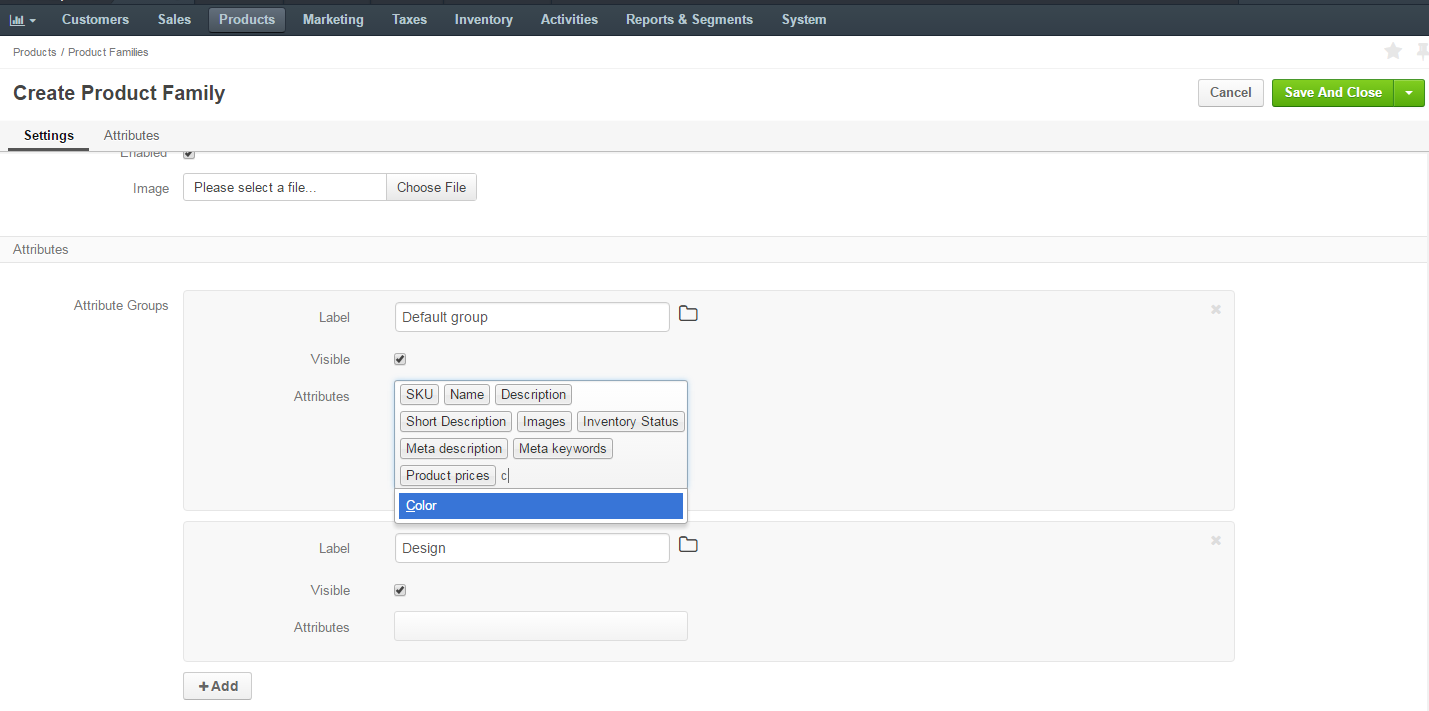 Customers Sales Products Marketing Taxes Inventory Activities Reports & Segments System
Products / Product Families
Create Product Family
Cancel Save And Close
Settings Attributes
Enabled
Image Please select a file... Choose File
Attributes
Attribute Groups
Label Default group
Visible
Attributes SKU Name Description
Short Description Images Inventory Status
Meta description Meta keywords
Product prices c
Color
Label Design
Visible
Attributes
+Add